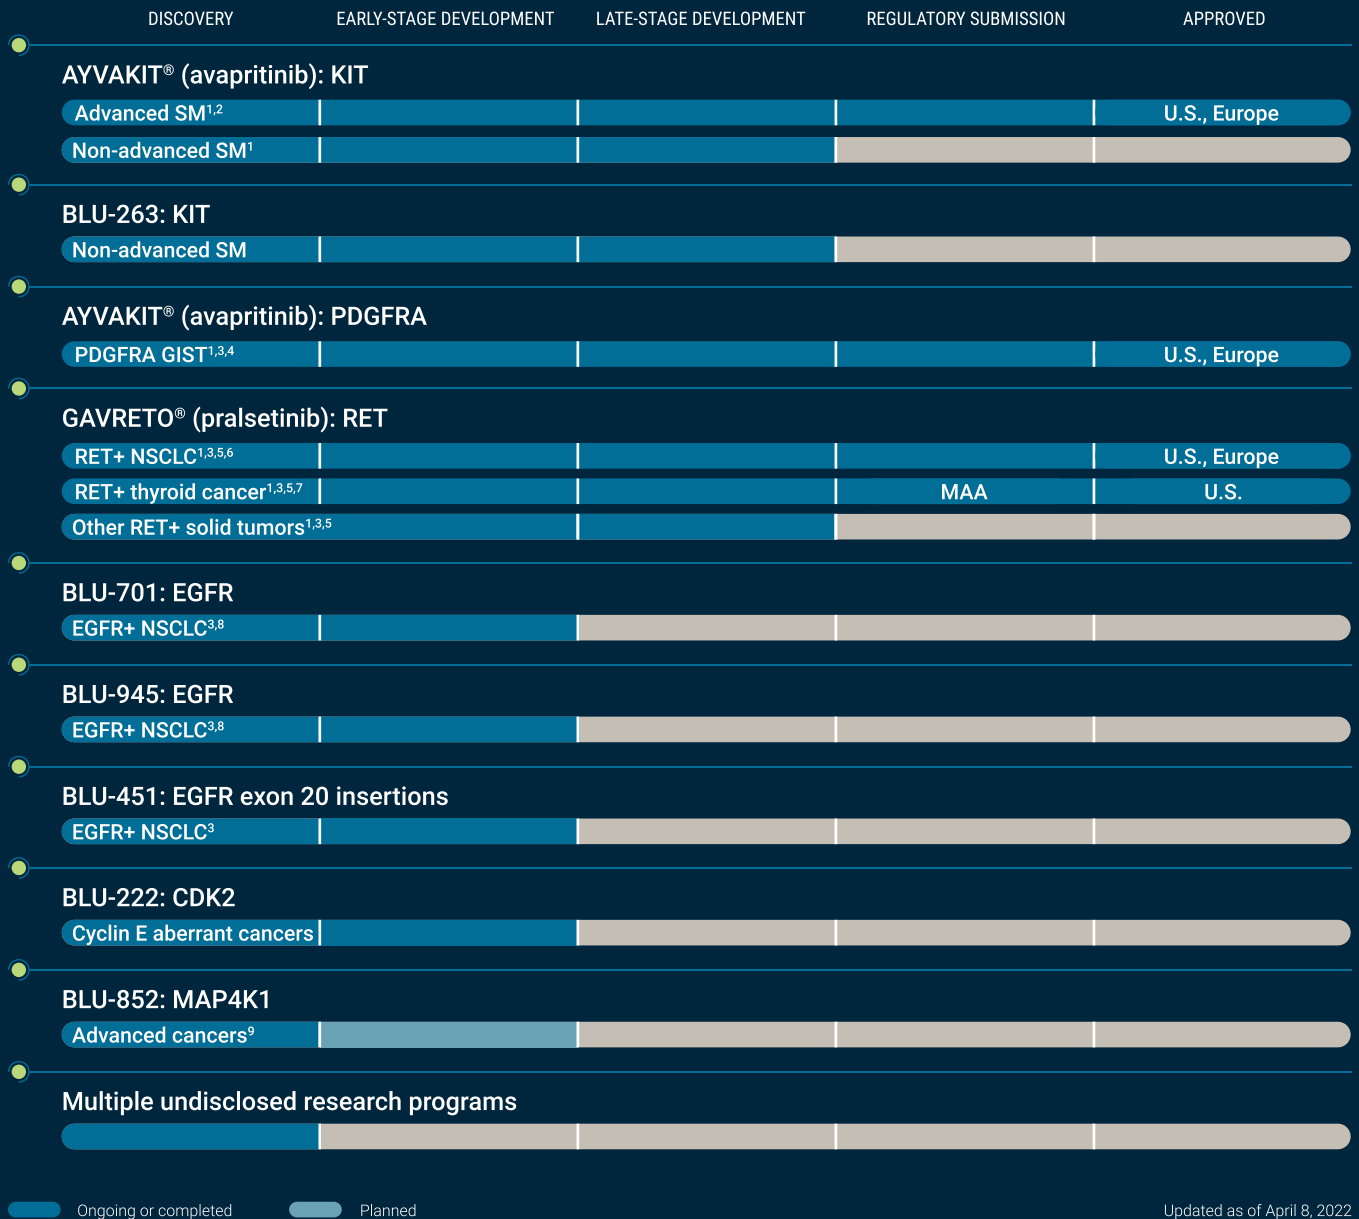 DISCOVERY EARLY-STAGE DEVELOPMENT LATE-STAGE DEVELOPMENT REGULATORY SUBMISSION APPROVED
AYVAKIT® (avapritinib): KIT
Advanced SM¹,² U.S., Europe
Non-advanced SM¹
BLU-263: KIT
Non-advanced SM
AYVAKIT® (avapritinib): PDGFRA
PDGFRA GIST¹,³,⁴ U.S., Europe
GAVRETO® (pralsetinib): RET
RET+ NSCLC¹,³,⁵,⁶ U.S., Europe
RET+ thyroid cancer¹,³,⁵,⁷ MAA U.S.
Other RET+ solid tumors¹,³,⁵
BLU-701: EGFR
EGFR+ NSCLC³,⁸
BLU-945: EGFR
EGFR+ NSCLC³,⁸
BLU-451: EGFR exon 20 insertions
EGFR+ NSCLC³
BLU-222: CDK2
Cyclin E aberrant cancers
BLU-852: MAP4K1
Advanced cancers⁹
Multiple undisclosed research programs
Ongoing or completed Planned Updated as of April 8, 2022